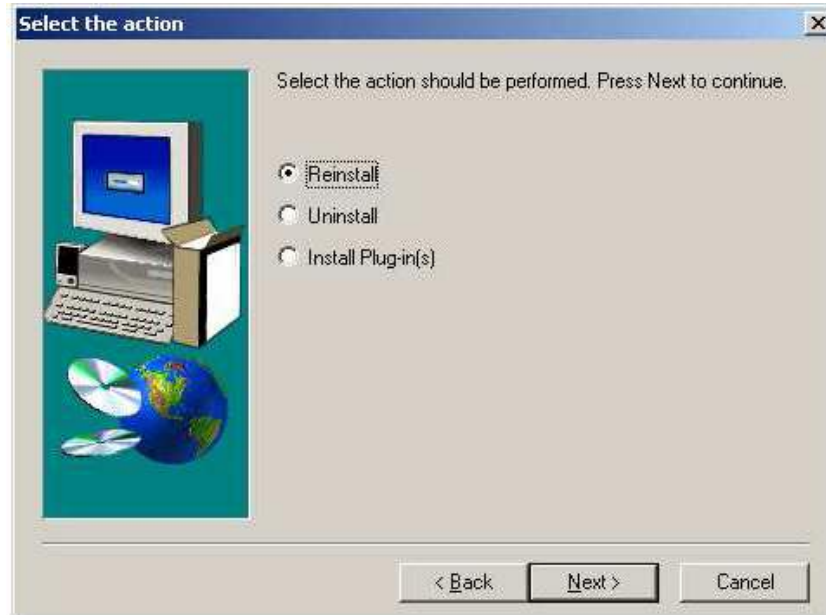 Select the action
Select the action should be performed. Press Next to continue.
Reinstall
Uninstall
Install Plug-in(s)
< Back
Next >
Cancel